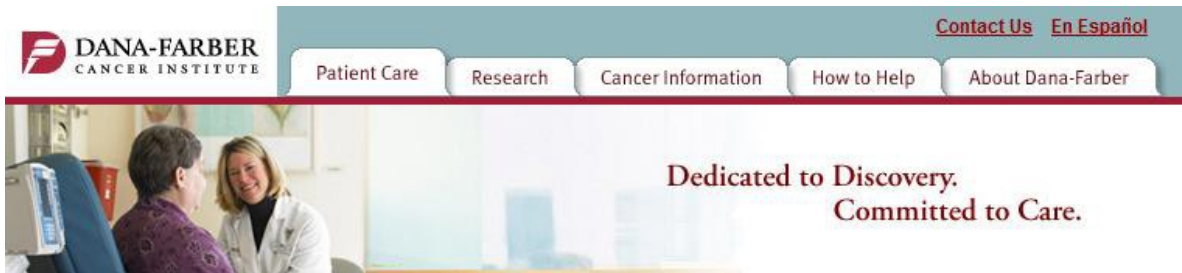 Contact Us En Español
DANA-FARBER
CANCER INSTITUTE
Patient Care Research Cancer Information How to Help About Dana-Farber
Dedicated to Discovery.
Committed to Care.